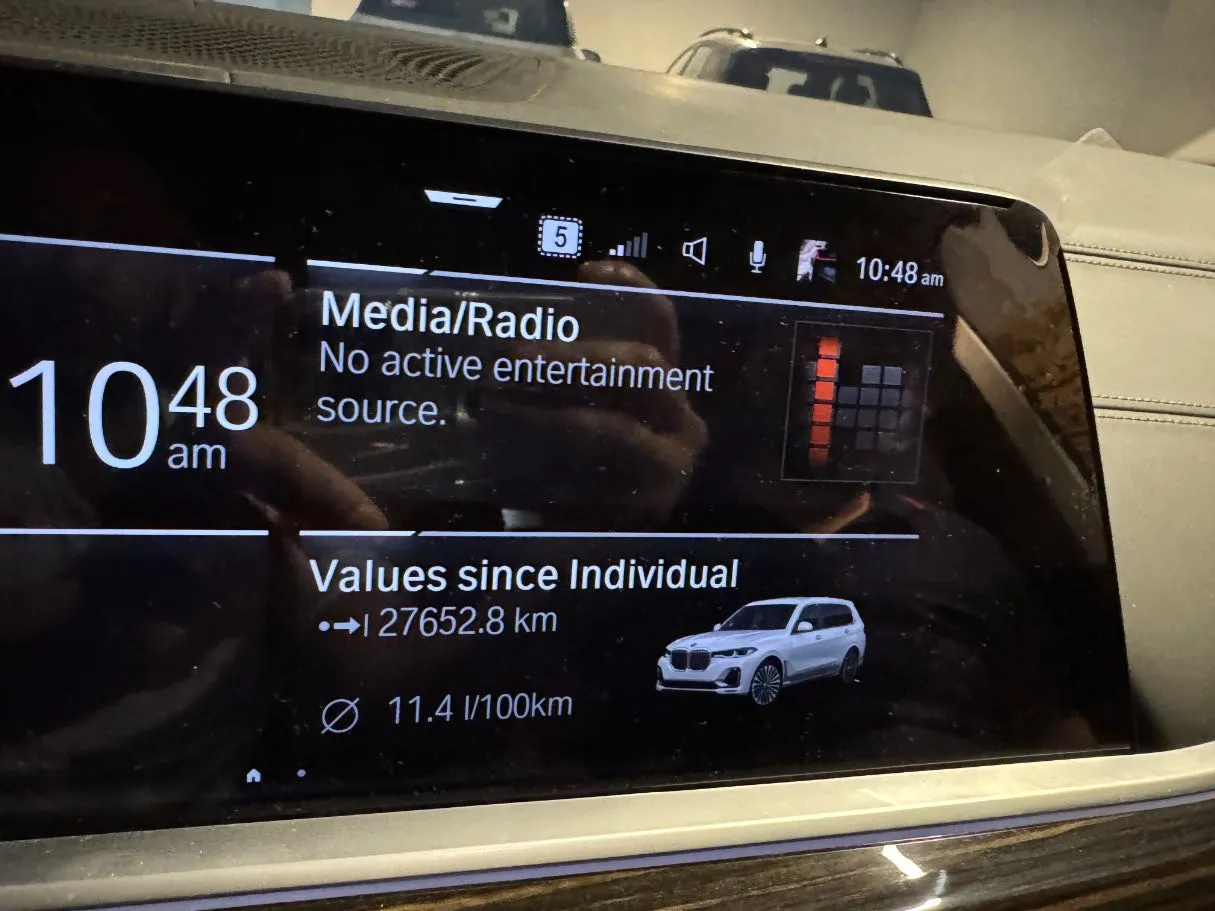 5
10:48 am
10 48
am
Media/Radio
No active entertainment
source.
Values since Individual
27652.8 km
11.4 l/100km